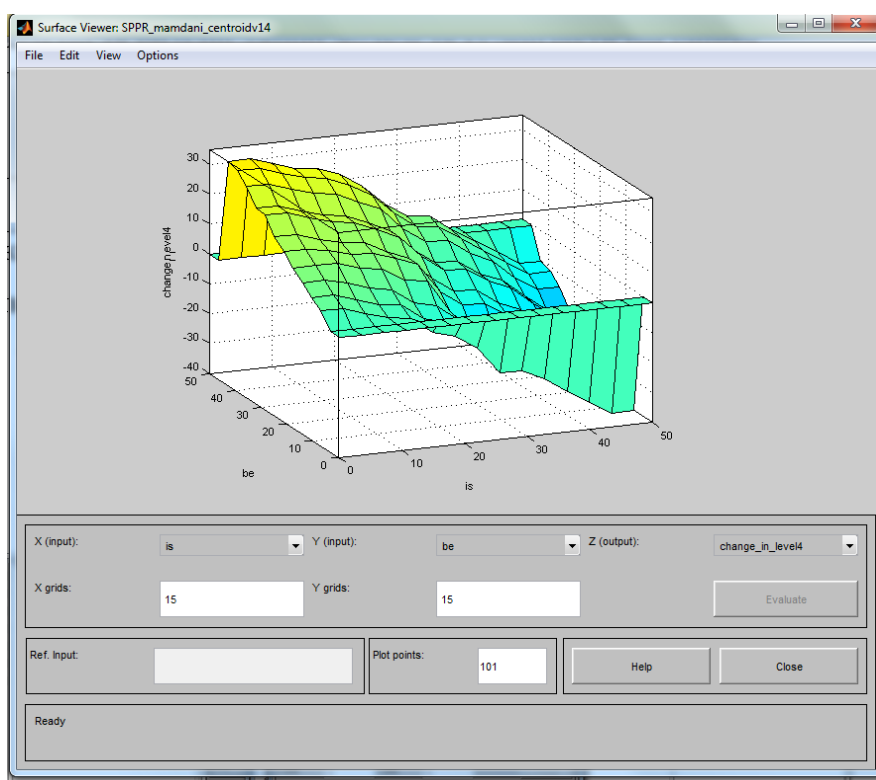 Surface Viewer: SPPR_mamdani_centroidv14
File Edit View Options
30
20
10
0
-10
-20
-30
-40
change_in_level4
50
40
30
20
10
0
be
0
10
20
30
40
50
is
X (input): is Y (input): be Z (output): change_in_level4
X grids: 15 Y grids: 15 Evaluate
Ref. Input: Plot points: 101 Help Close
Ready